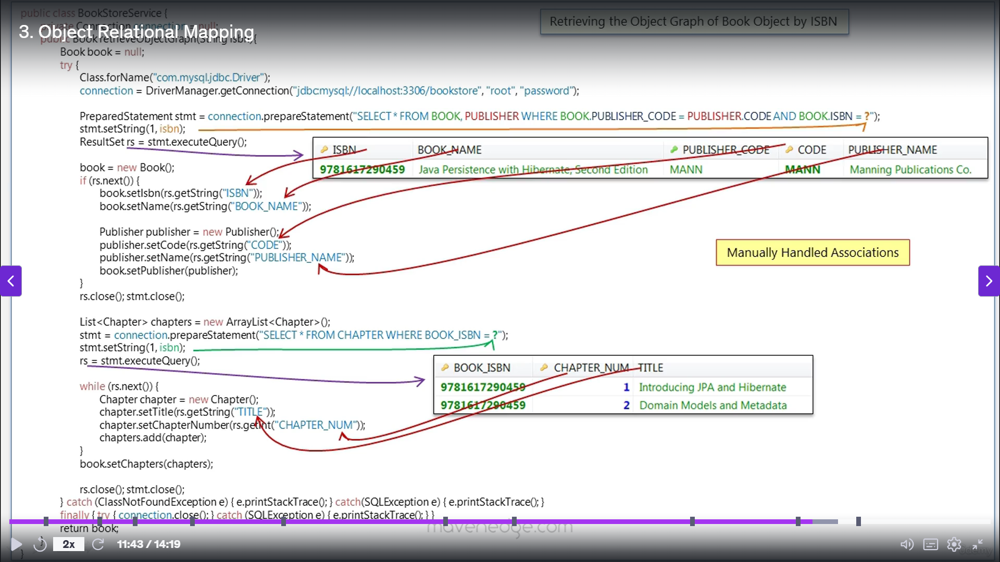 public class BookStoreService {
Retrieving the Object Graph of Book Object by ISBN
private Connection connection = null;
3. Object Relational Mapping
public Book retrieveObjectGraph(String isbn){
Book book = null;
try {
Class.forName("com.mysql.jdbc.Driver");
connection = DriverManager.getConnection("jdbc:mysql://localhost:3306/bookstore", "root", "password");
PreparedStatement stmt = connection.prepareStatement("SELECT * FROM BOOK, PUBLISHER WHERE BOOK.PUBLISHER_CODE = PUBLISHER.CODE AND BOOK.ISBN = ?");
stmt.setString(1, isbn);
ResultSet rs = stmt.executeQuery();
ISBN BOOK_NAME PUBLISHER_CODE CODE PUBLISHER_NAME
9781617290459 Java Persistence with Hibernate, Second Edition MANN MANN Manning Publications Co.
book = new Book();
if (rs.next()) {
book.setIsbn(rs.getString("ISBN"));
book.setName(rs.getString("BOOK_NAME"));
Publisher publisher = new Publisher();
publisher.setCode(rs.getString("CODE"));
publisher.setName(rs.getString("PUBLISHER_NAME"));
book.setPublisher(publisher);
Manually Handled Associations
}
rs.close(); stmt.close();
List<Chapter> chapters = new ArrayList<Chapter>();
stmt = connection.prepareStatement("SELECT * FROM CHAPTER WHERE BOOK_ISBN = ?");
stmt.setString(1, isbn);
rs = stmt.executeQuery();
BOOK_ISBN CHAPTER_NUM TITLE
9781617290459 1 Introducing JPA and Hibernate
9781617290459 2 Domain Models and Metadata
while (rs.next()) {
Chapter chapter = new Chapter();
chapter.setTitle(rs.getString("TITLE"));
chapter.setChapterNumber(rs.getInt("CHAPTER_NUM"));
chapters.add(chapter);
}
book.setChapters(chapters);
rs.close(); stmt.close();
} catch (ClassNotFoundException e) { e.printStackTrace(); } catch(SQLException e) { e.printStackTrace(); }
finally { try { connection.close(); } catch (SQLException e) { e.printStackTrace(); } }
return book;
mavenedge.com
}
2x 11:43 / 14:19
}
udemy